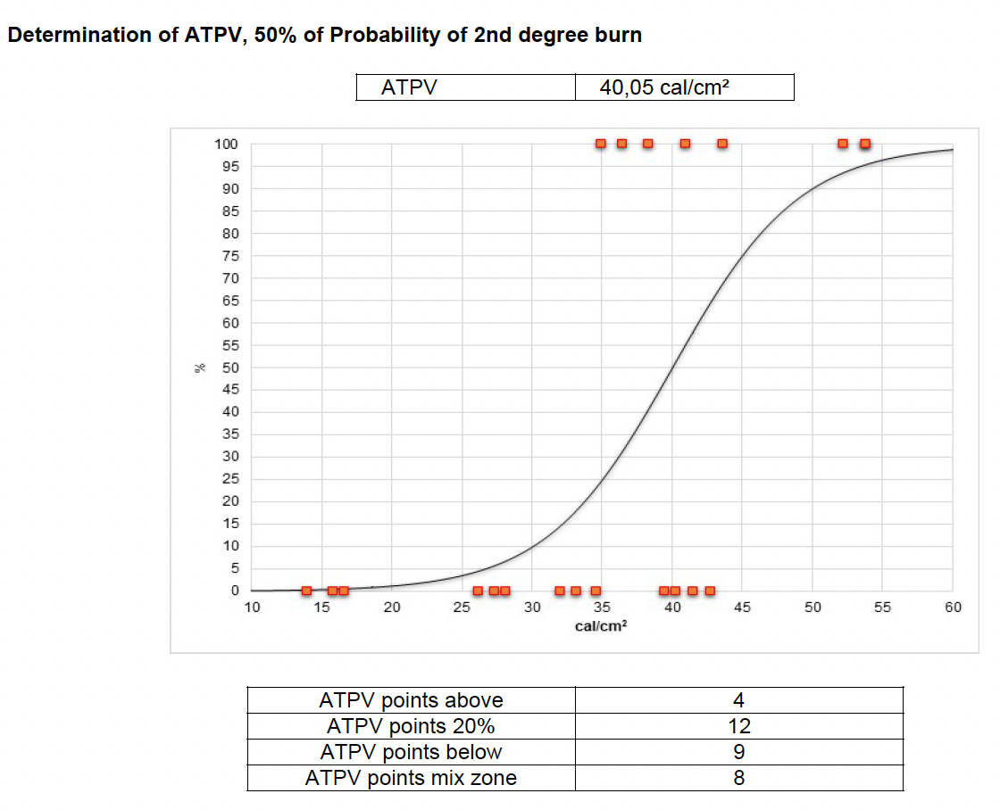 Determination of ATPV, 50% of Probability of 2nd degree burn
ATPV 40,05 cal/cm²
100
95
90
85
80
75
70
65
60
55
50
45
40
35
30
25
20
15
10
5
0
%
10 15 20 25 30 35 40 45 50 55 60
cal/cm²
ATPV points above 4
ATPV points 20% 12
ATPV points below 9
ATPV points mix zone 8